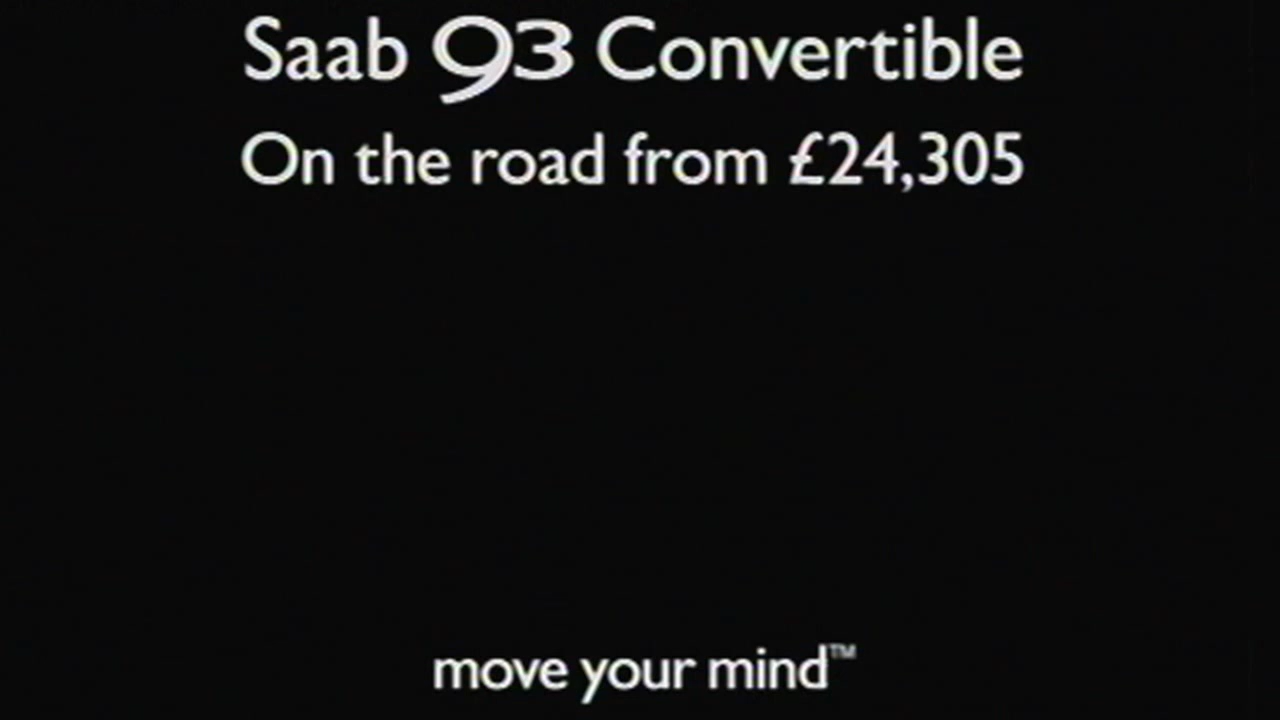 Saab 93 Convertible
On the road from £24,305
move your mind™